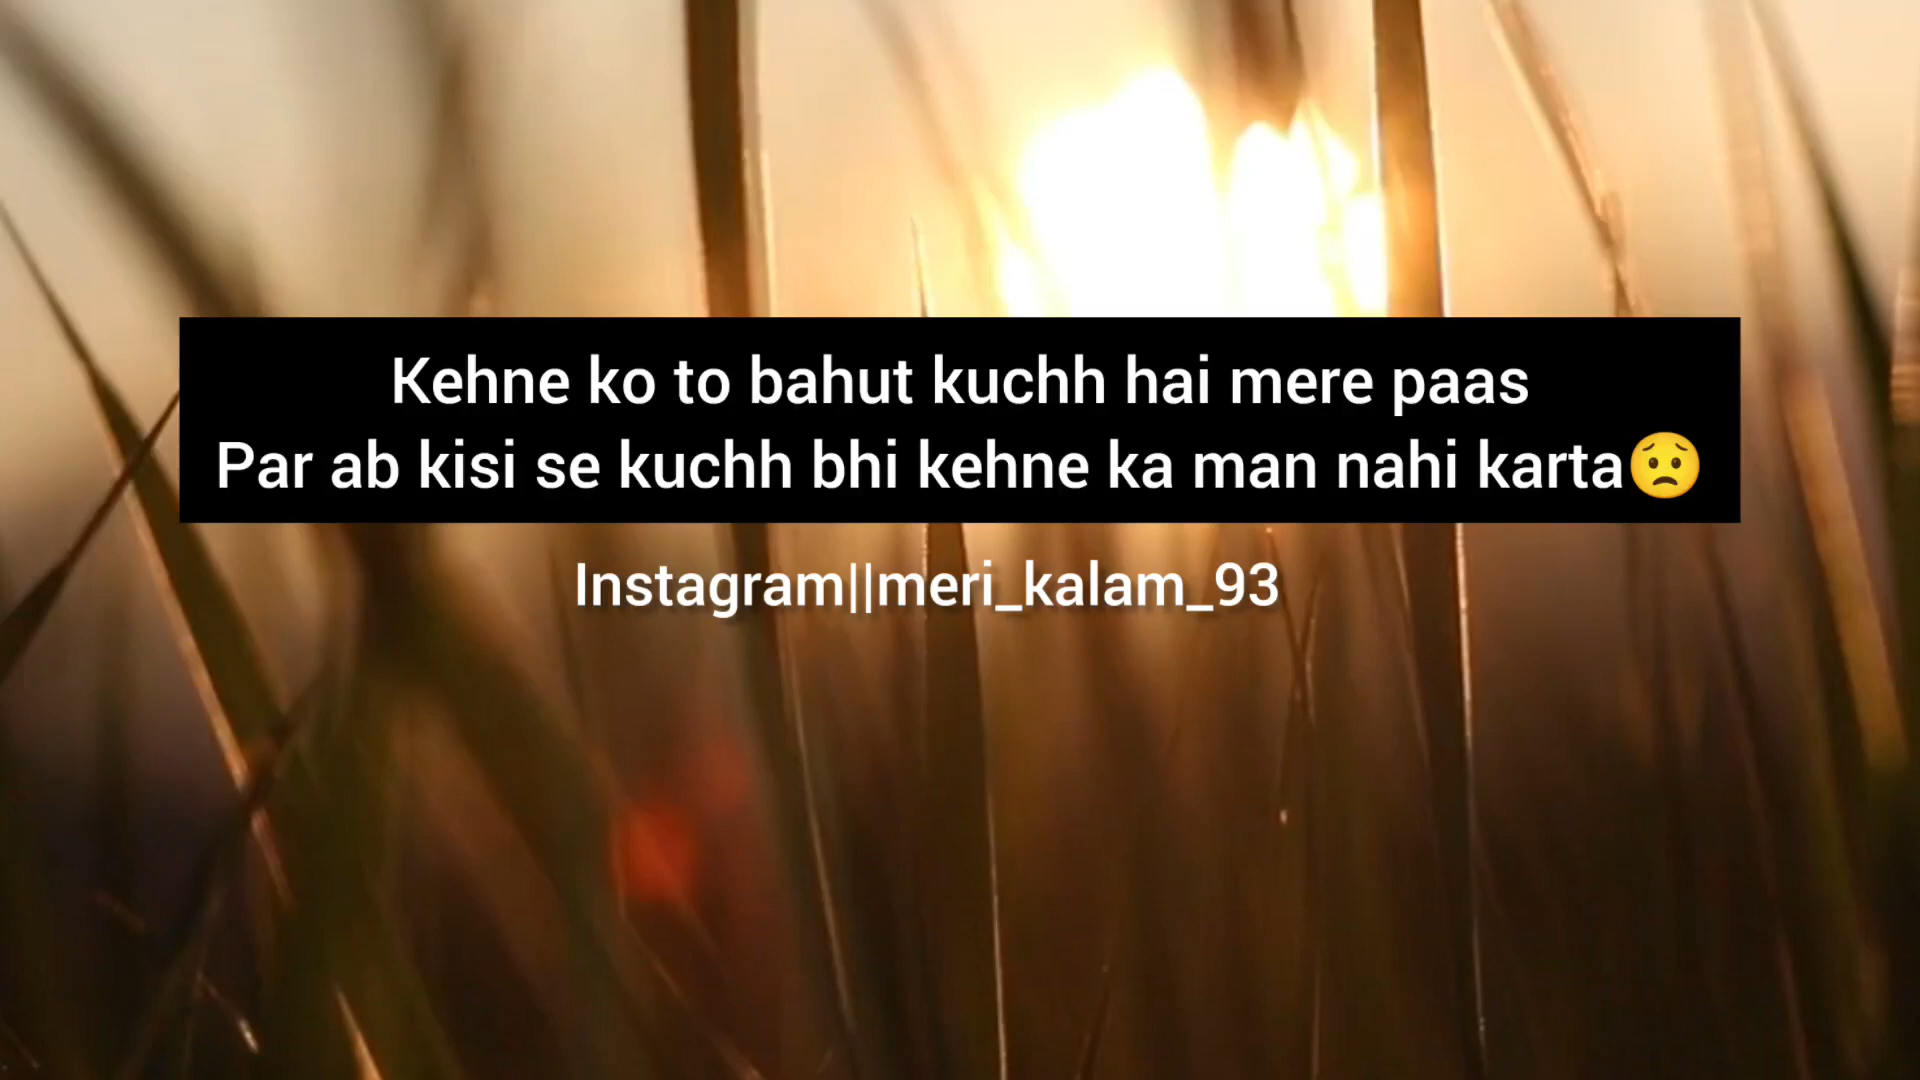 Kehne ko to bahut kuchh hai mere paas
Par ab kisi se kuchh bhi kehne ka man nahi karta😟
Instagram||meri_kalam_93